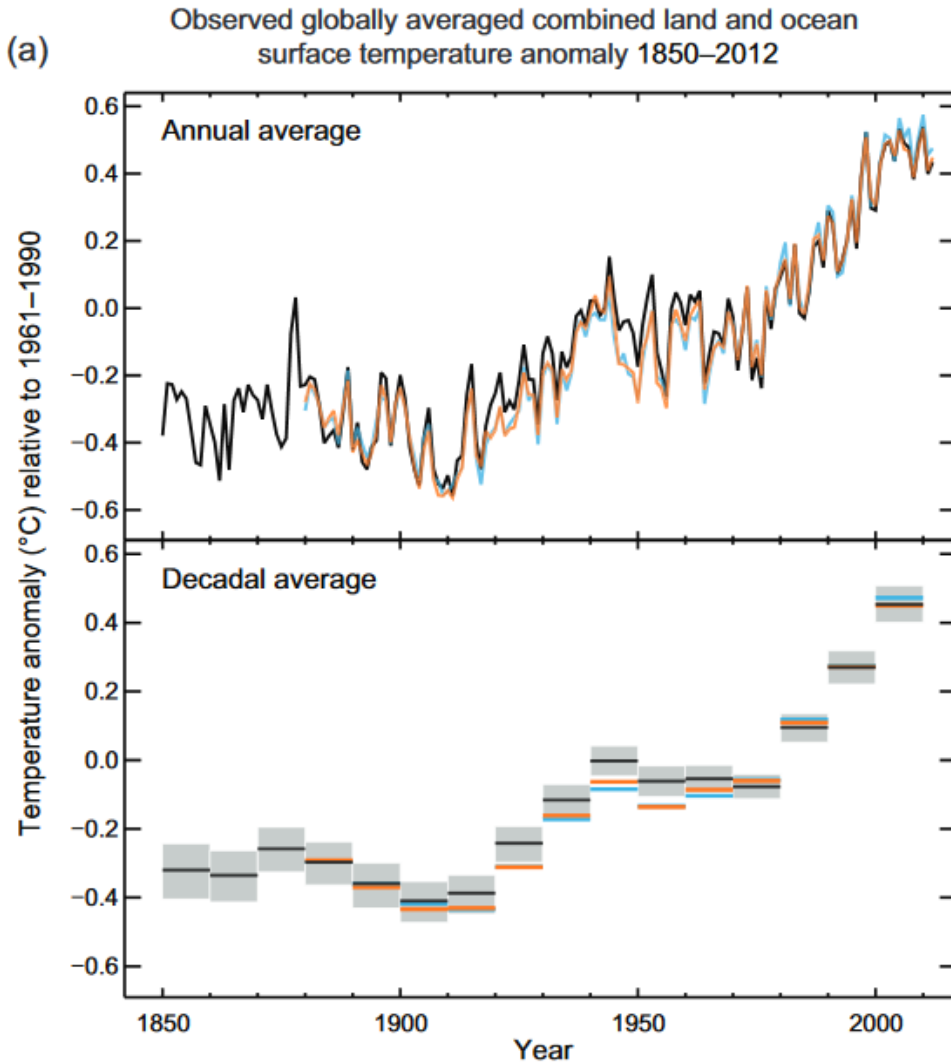 Observed globally averaged combined land and ocean
(a)
surface temperature anomaly 1850–2012
Temperature anomaly (°C) relative to 1961–1990
0.6
Annual average
0.4
0.2
0.0
−0.2
−0.4
−0.6
0.6
Decadal average
0.4
0.2
0.0
−0.2
−0.4
−0.6
1850
1900
1950
2000
Year